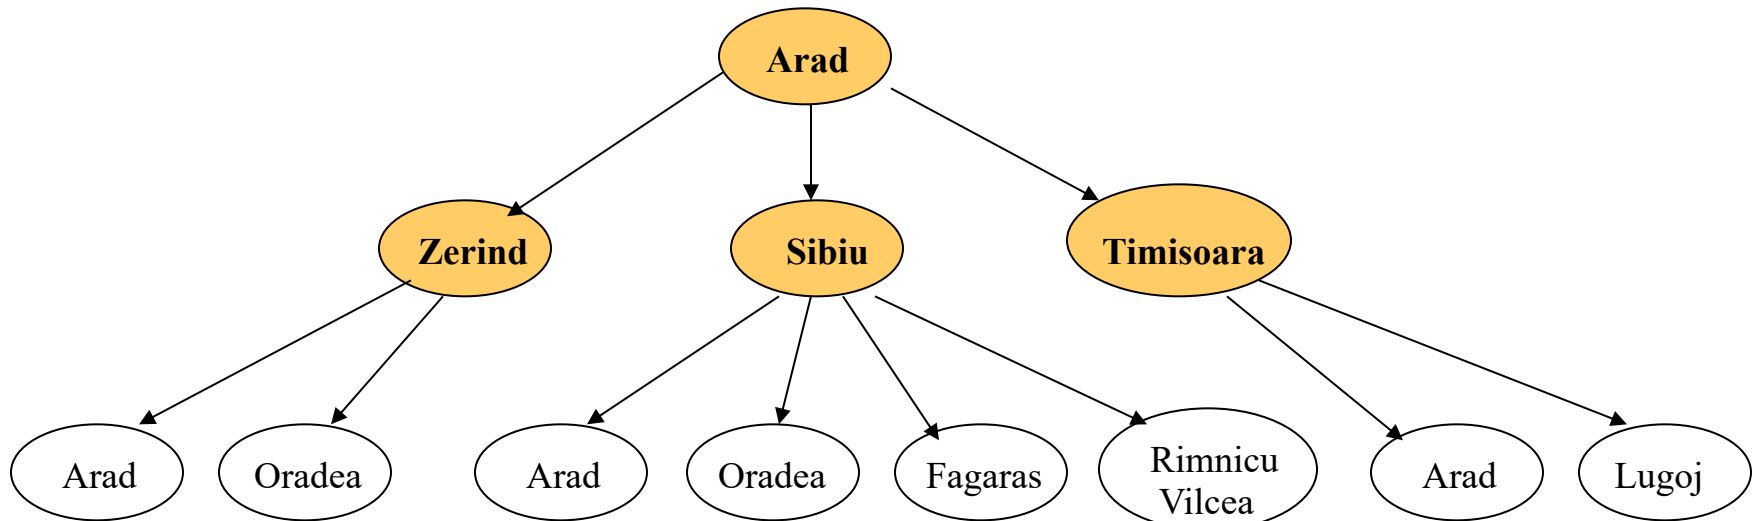 Arad
Zerind
Sibiu
Timisoara
Arad
Oradea
Arad
Oradea
Fagaras
Rimnicu
Vilcea
Arad
Lugoj